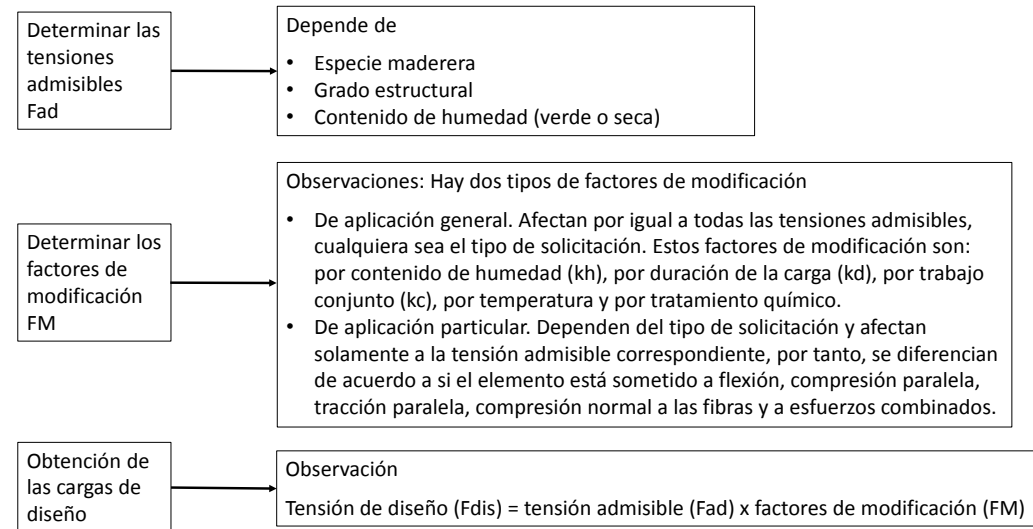 Determinar las
tensiones
admisibles
Fad
Depende de
• Especie maderera
• Grado estructural
• Contenido de humedad (verde o seca)
Determinar los
factores de
modificación
FM
Observaciones: Hay dos tipos de factores de modificación
• De aplicación general. Afectan por igual a todas las tensiones admisibles,
cualquiera sea el tipo de solicitación. Estos factores de modificación son:
por contenido de humedad (kh), por duración de la carga (kd), por trabajo
conjunto (kc), por temperatura y por tratamiento químico.
• De aplicación particular. Dependen del tipo de solicitación y afectan
solamente a la tensión admisible correspondiente, por tanto, se diferencian
de acuerdo a si el elemento está sometido a flexión, compresión paralela,
tracción paralela, compresión normal a las fibras y a esfuerzos combinados.
Obtención de
las cargas de
diseño
Observación
Tensión de diseño (Fdis) = tensión admisible (Fad) x factores de modificación (FM)